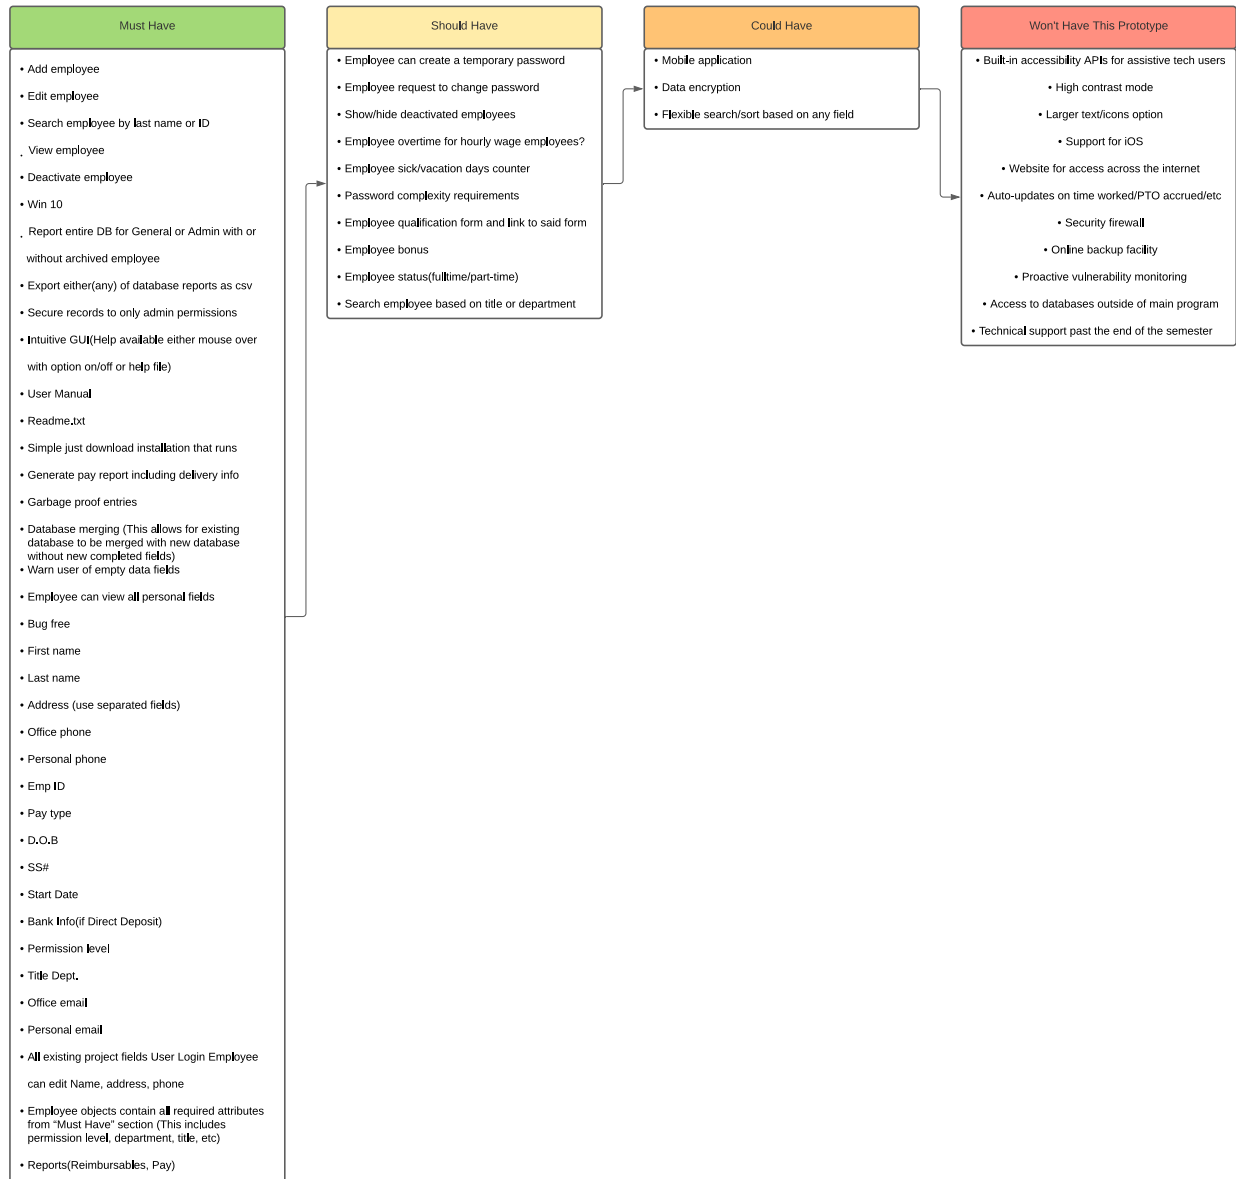 Must Have
• Add employee
• Edit employee
• Search employee by last name or ID
. View employee
• Deactivate employee
• Win 10
. Report entire DB for General or Admin with or
without archived employee
• Export either(any) of database reports as csv
• Secure records to only admin permissions
• Intuitive GUI(Help available either mouse over
with option on/off or help file)
• User Manual
• Readme.txt
• Simple just download installation that runs
• Generate pay report including delivery info
• Garbage proof entries
• Database merging (This allows for existing
database to be merged with new database
without new completed fields)
• Warn user of empty data fields
• Employee can view all personal fields
• Bug free
• First name
• Last name
• Address (use separated fields)
• Office phone
• Personal phone
• Emp ID
• Pay type
• D.O.B
• SS#
• Start Date
• Bank Info(if Direct Deposit)
• Permission level
• Title Dept.
• Office email
• Personal email
• All existing project fields User Login Employee
can edit Name, address, phone
• Employee objects contain all required attributes
from “Must Have” section (This includes
permission level, department, title, etc)
• Reports(Reimbursables, Pay)
Should Have
• Employee can create a temporary password
• Employee request to change password
• Show/hide deactivated employees
• Employee overtime for hourly wage employees?
• Employee sick/vacation days counter
• Password complexity requirements
• Employee qualification form and link to said form
• Employee bonus
• Employee status(fulltime/part-time)
• Search employee based on title or department
Could Have
• Mobile application
• Data encryption
• Flexible search/sort based on any field
Won't Have This Prototype
• Built-in accessibility APIs for assistive tech users
• High contrast mode
• Larger text/icons option
• Support for iOS
• Website for access across the internet
• Auto-updates on time worked/PTO accrued/etc
• Security firewall
• Online backup facility
• Proactive vulnerability monitoring
• Access to databases outside of main program
• Technical support past the end of the semester